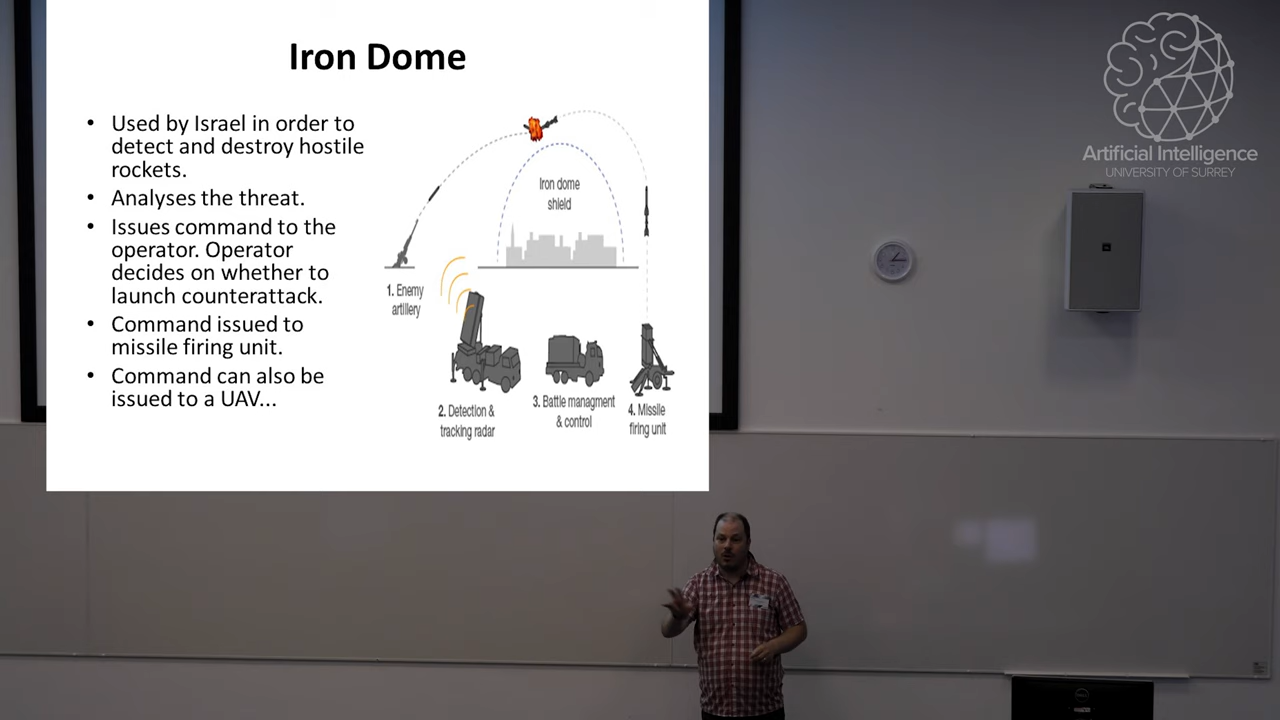 Iron Dome
• Used by Israel in order to
detect and destroy hostile
rockets.
• Analyses the threat.
• Issues command to the
operator. Operator
decides on whether to
launch counterattack.
• Command issued to
missile firing unit.
• Command can also be
issued to a UAV...
Iron dome
shield
1. Enemy
artillery
2. Detection &
tracking radar
3. Battle managment
& control
4. Missile
firing unit
Artificial Intelligence
UNIVERSITY OF SURREY
DELL